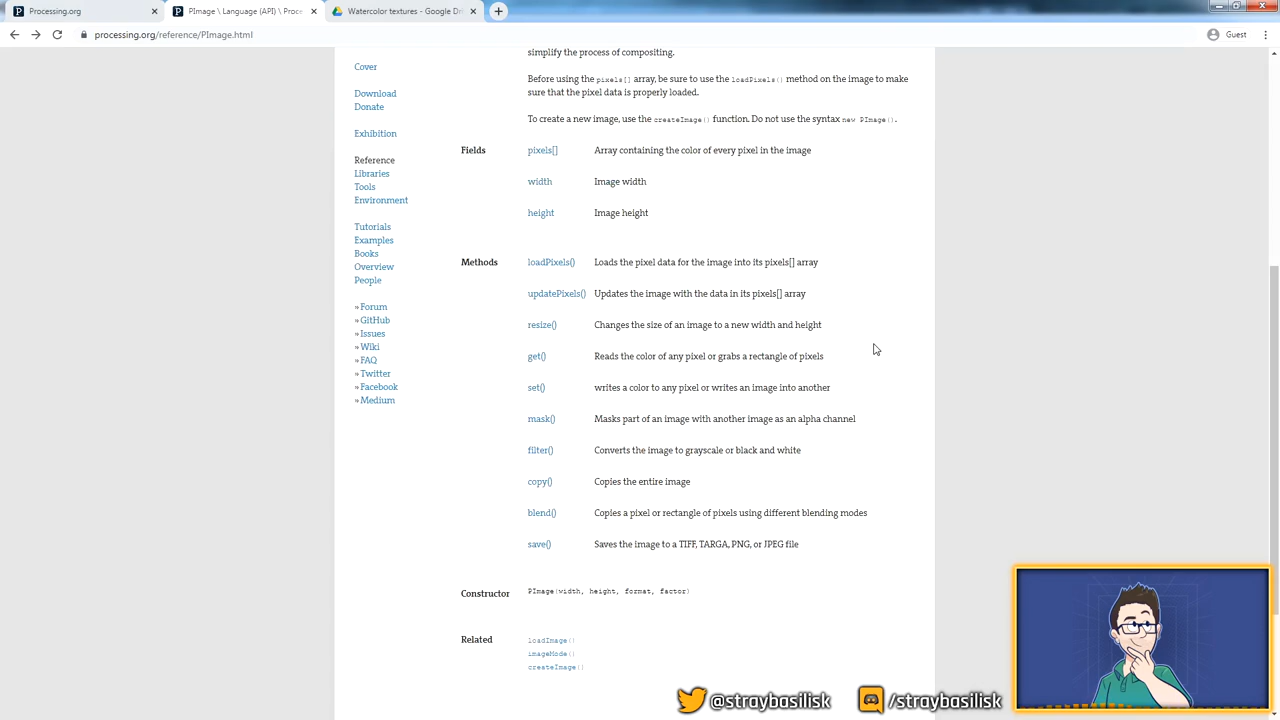 Processing.org
PImage \ Language (API) \ Proce
Watercolor textures - Google Dri
processing.org/reference/PImage.html
Guest
Cover
Download
Donate
Exhibition
Reference
Libraries
Tools
Environment
Tutorials
Examples
Books
Overview
People
» Forum
» GitHub
» Issues
» Wiki
» FAQ
» Twitter
» Facebook
» Medium
simplify the process of compositing.
Before using the pixels[] array, be sure to use the loadPixels() method on the image to make
sure that the pixel data is properly loaded.
To create a new image, use the createImage() function. Do not use the syntax new PImage().
Fields pixels[] Array containing the color of every pixel in the image
width Image width
height Image height
Methods loadPixels() Loads the pixel data for the image into its pixels[] array
updatePixels() Updates the image with the data in its pixels[] array
resize() Changes the size of an image to a new width and height
get() Reads the color of any pixel or grabs a rectangle of pixels
set() writes a color to any pixel or writes an image into another
mask() Masks part of an image with another image as an alpha channel
filter() Converts the image to grayscale or black and white
copy() Copies the entire image
blend() Copies a pixel or rectangle of pixels using different blending modes
save() Saves the image to a TIFF, TARGA, PNG, or JPEG file
Constructor PImage(width, height, format, factor)
Related loadImage()
imageMode()
createImage()
@straybasilisk /straybasilisk